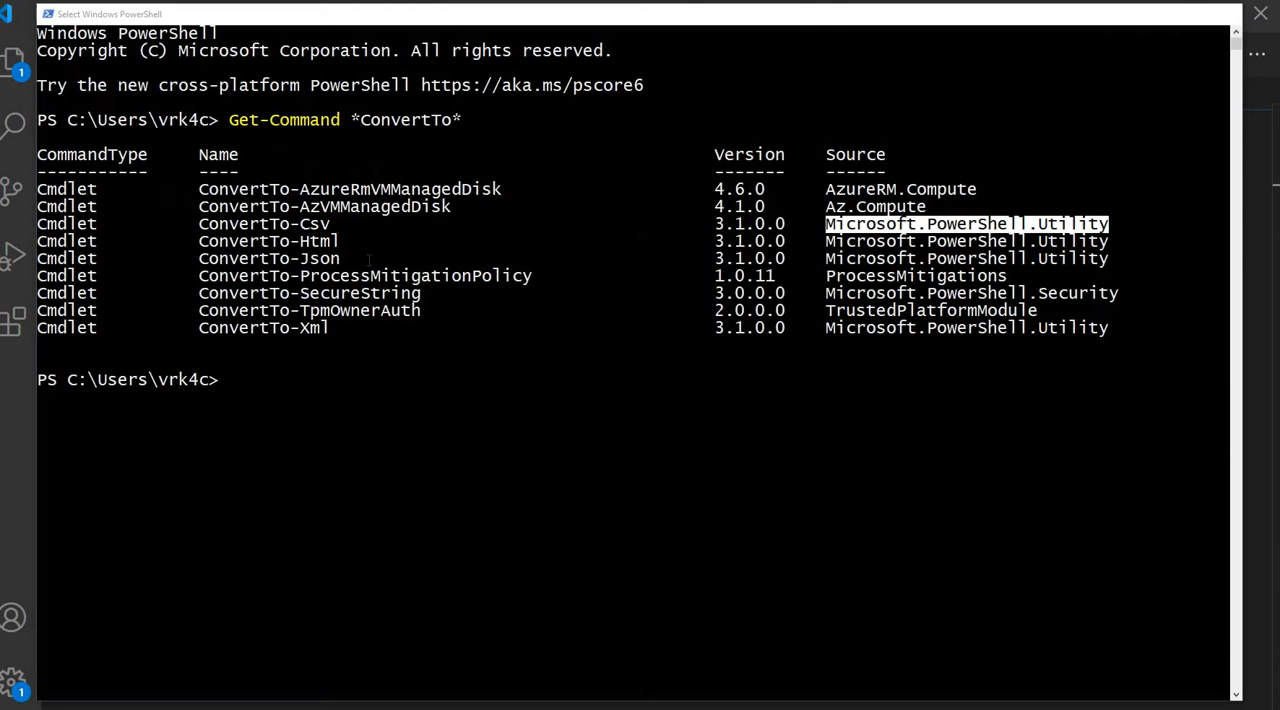 Select Windows PowerShell
Windows PowerShell
Copyright (C) Microsoft Corporation. All rights reserved.
Try the new cross-platform PowerShell https://aka.ms/pscore6
PS C:\Users\vrk4c> Get-Command *ConvertTo*
CommandType Name Version Source
----------- ---- ------- ------
Cmdlet ConvertTo-AzureRmVMManagedDisk 4.6.0 AzureRM.Compute
Cmdlet ConvertTo-AzVMManagedDisk 4.1.0 Az.Compute
Cmdlet ConvertTo-Csv 3.1.0.0 Microsoft.PowerShell.Utility
Cmdlet ConvertTo-Html 3.1.0.0 Microsoft.PowerShell.Utility
Cmdlet ConvertTo-Json 3.1.0.0 Microsoft.PowerShell.Utility
Cmdlet ConvertTo-ProcessMitigationPolicy 1.0.11 ProcessMitigations
Cmdlet ConvertTo-SecureString 3.0.0.0 Microsoft.PowerShell.Security
Cmdlet ConvertTo-TpmOwnerAuth 2.0.0.0 TrustedPlatformModule
Cmdlet ConvertTo-Xml 3.1.0.0 Microsoft.PowerShell.Utility
PS C:\Users\vrk4c>
1
1